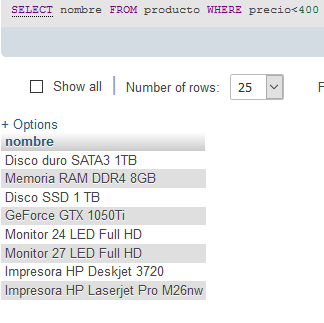 SELECT nombre FROM producto WHERE precio<400
Show all Number of rows: 25 F
+ Options
nombre
Disco duro SATA3 1TB
Memoria RAM DDR4 8GB
Disco SSD 1 TB
GeForce GTX 1050Ti
Monitor 24 LED Full HD
Monitor 27 LED Full HD
Impresora HP Deskjet 3720
Impresora HP Laserjet Pro M26nw